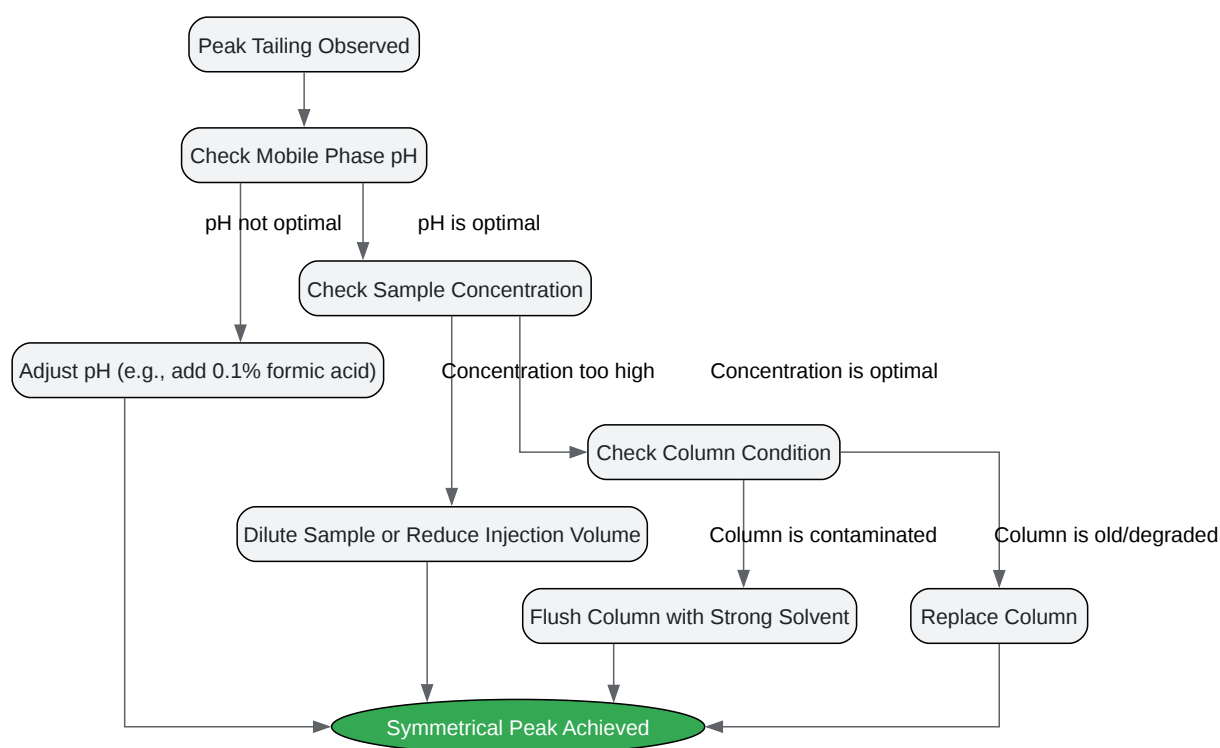 Peak Tailing Observed
Check Mobile Phase pH
pH not optimal
pH is optimal
Check Sample Concentration
Adjust pH (e.g., add 0.1% formic acid)
Concentration too high
Concentration is optimal
Check Column Condition
Dilute Sample or Reduce Injection Volume
Column is contaminated
Column is old/degraded
Flush Column with Strong Solvent
Replace Column
Symmetrical Peak Achieved